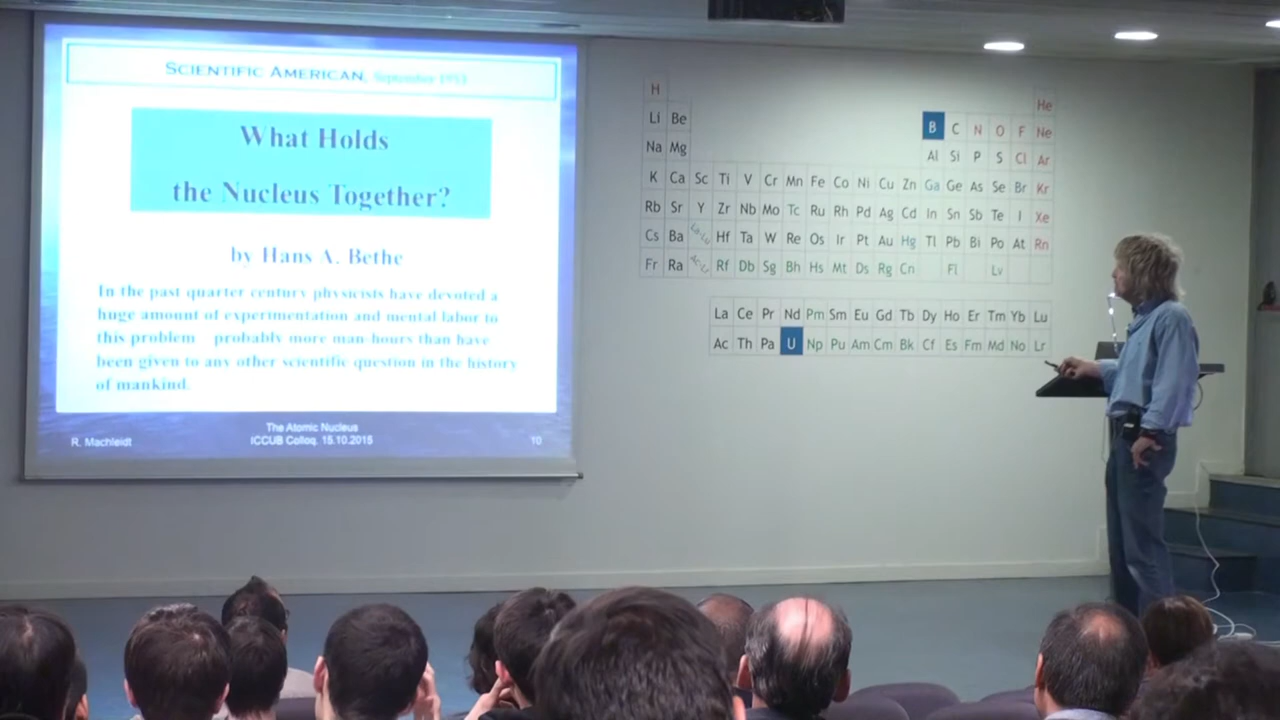 SCIENTIFIC AMERICAN, September 1953
What Holds
the Nucleus Together?
by Hans A. Bethe
In the past quarter century physicists have devoted a
huge amount of experimentation and mental labor to
this problem – probably more man-hours than have
been given to any other scientific question in the history
of mankind.
R. Machleidt
The Atomic Nucleus
ICCUB Colloq. 15.10.2015
10
H He
Li Be B C N O F Ne
Na Mg Al Si P S Cl Ar
K Ca Sc Ti V Cr Mn Fe Co Ni Cu Zn Ga Ge As Se Br Kr
Rb Sr Y Zr Nb Mo Tc Ru Rh Pd Ag Cd In Sn Sb Te I Xe
Cs Ba La-Lu Hf Ta W Re Os Ir Pt Au Hg Tl Pb Bi Po At Rn
Fr Ra Ac-Lr Rf Db Sg Bh Hs Mt Ds Rg Cn Fl Lv
La Ce Pr Nd Pm Sm Eu Gd Tb Dy Ho Er Tm Yb Lu
Ac Th Pa U Np Pu Am Cm Bk Cf Es Fm Md No Lr